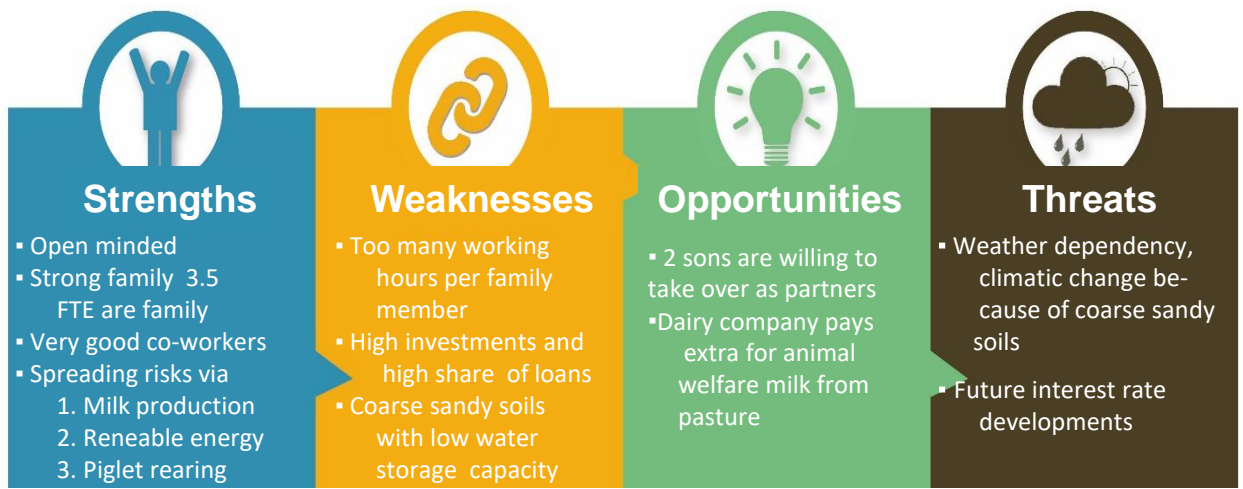 Strengths
▪ Open minded
▪ Strong family 3.5
FTE are family
▪ Very good co-workers
▪ Spreading risks via
1. Milk production
2. Reneable energy
3. Piglet rearing
Weaknesses
▪ Too many working
hours per family
member
▪ High investments and
high share of loans
▪ Coarse sandy soils
with low water
storage capacity
Opportunities
▪ 2 sons are willing to
take over as partners
▪Dairy company pays
extra for animal
welfare milk from
pasture
Threats
▪ Weather dependency,
climatic change be-
cause of coarse sandy
soils
▪ Future interest rate
developments